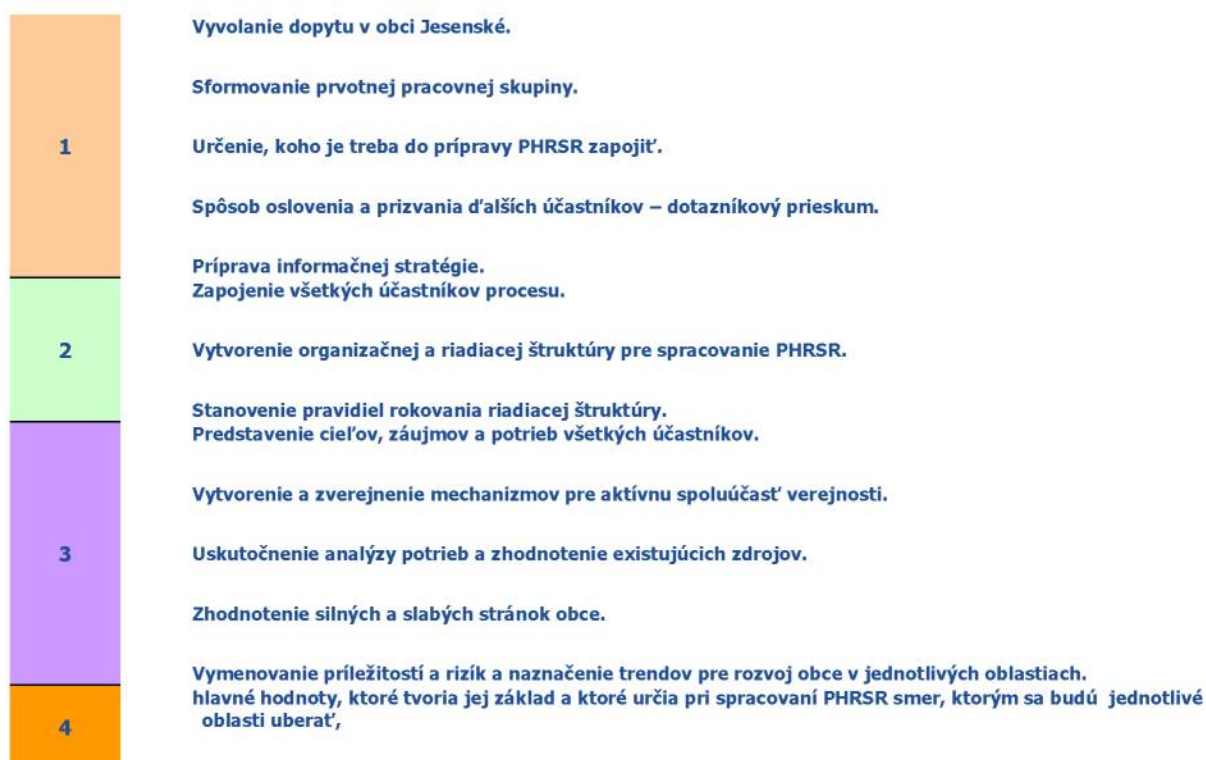 Vyvolanie dopytu v obci Jesenské.
Sformovanie prvotnej pracovnej skupiny.
1
Určenie, koho je treba do prípravy PHRSR zapojiť.
Spôsob oslovenia a prizvania ďalších účastníkov – dotazníkový prieskum.
Príprava informačnej stratégie.
Zapojenie všetkých účastníkov procesu.
2
Vytvorenie organizačnej a riadiacej štruktúry pre spracovanie PHRSR.
Stanovenie pravidiel rokovania riadiacej štruktúry.
Predstavenie cieľov, záujmov a potrieb všetkých účastníkov.
Vytvorenie a zverejnenie mechanizmov pre aktívnu spoluúčasť verejnosti.
3
Uskutočnenie analýzy potrieb a zhodnotenie existujúcich zdrojov.
Zhodnotenie silných a slabých stránok obce.
Vymenovanie príležitostí a rizík a naznačenie trendov pre rozvoj obce v jednotlivých oblastiach.
hlavné hodnoty, ktoré tvoria jej základ a ktoré určia pri spracovaní PHRSR smer, ktorým sa budú jednotlivé
4
oblasti uberať,